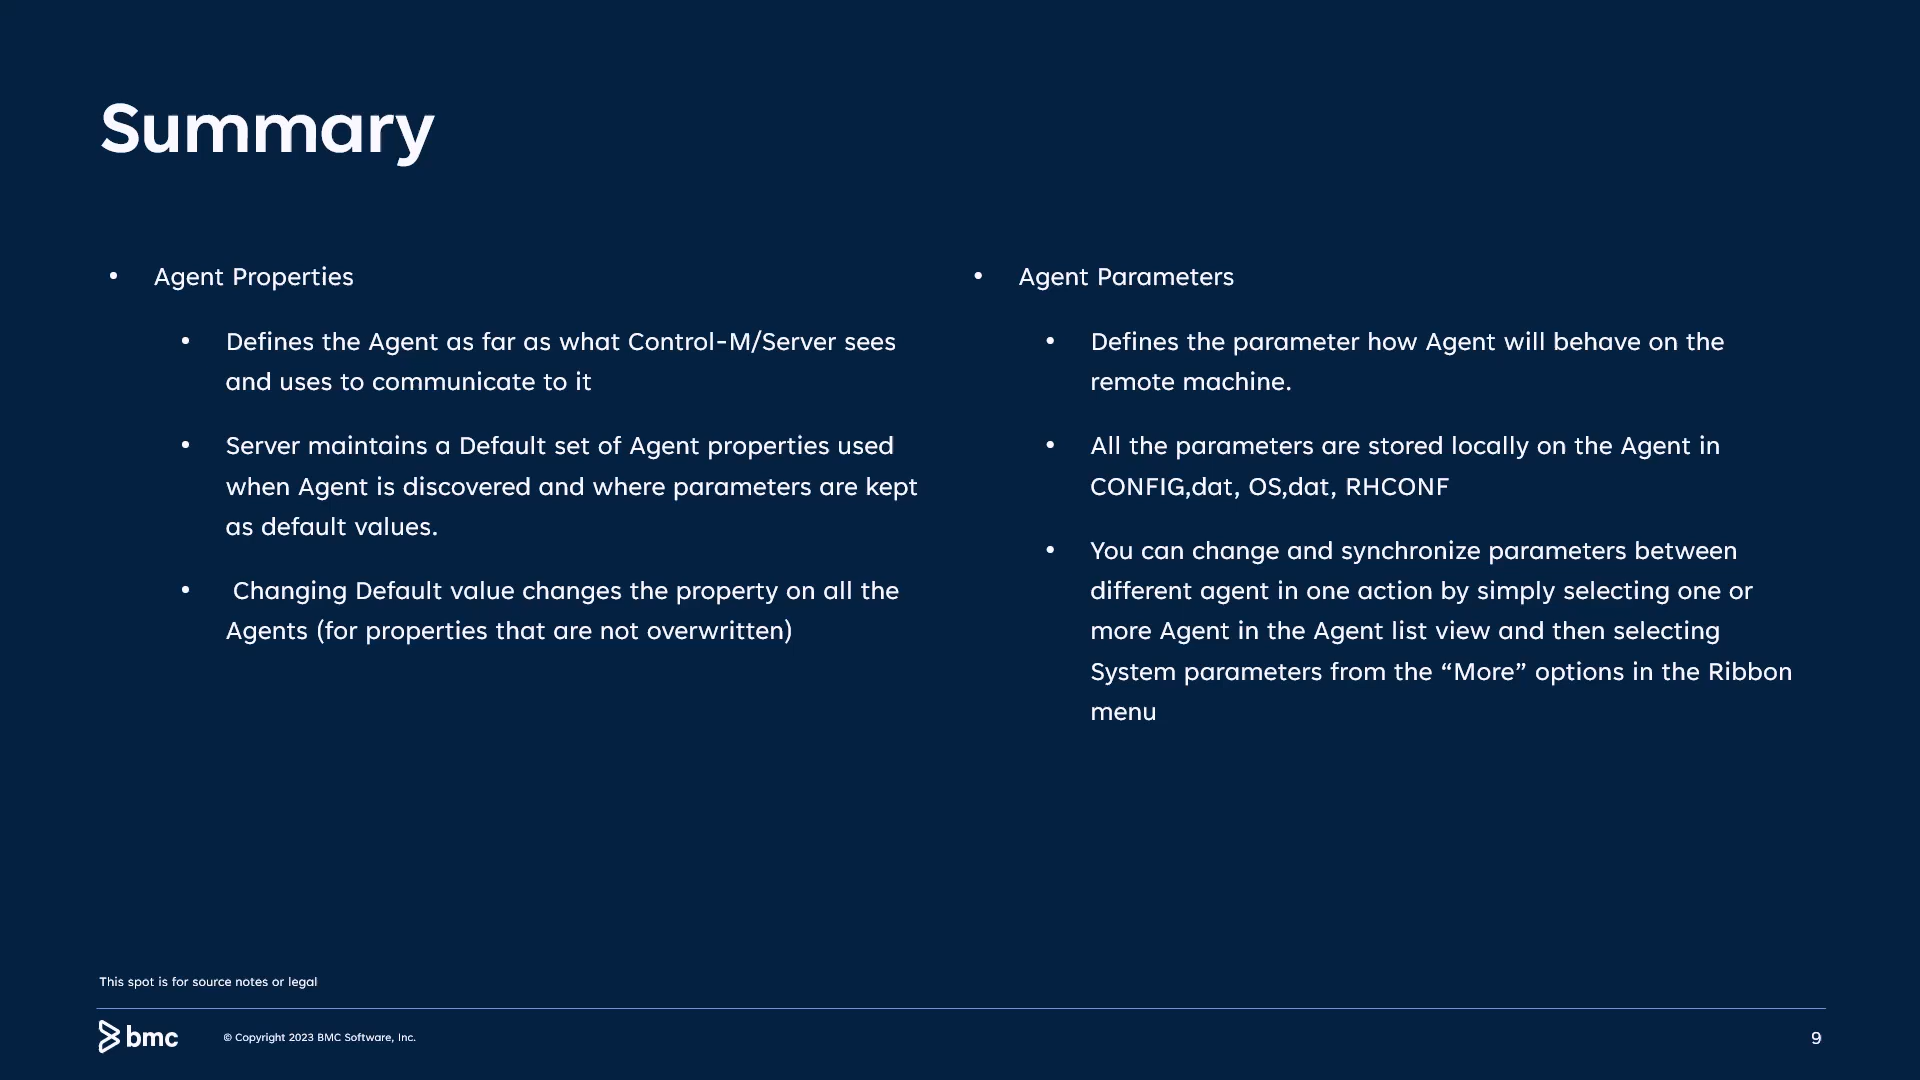 Summary
• Agent Properties
• Defines the Agent as far as what Control-M/Server sees
and uses to communicate to it
• Server maintains a Default set of Agent properties used
when Agent is discovered and where parameters are kept
as default values.
• Changing Default value changes the property on all the
Agents (for properties that are not overwritten)
• Agent Parameters
• Defines the parameter how Agent will behave on the
remote machine.
• All the parameters are stored locally on the Agent in
CONFIG,dat, OS,dat, RHCONF
• You can change and synchronize parameters between
different agent in one action by simply selecting one or
more Agent in the Agent list view and then selecting
System parameters from the “More” options in the Ribbon
menu
This spot is for source notes or legal
bmc
© Copyright 2023 BMC Software, Inc.
9